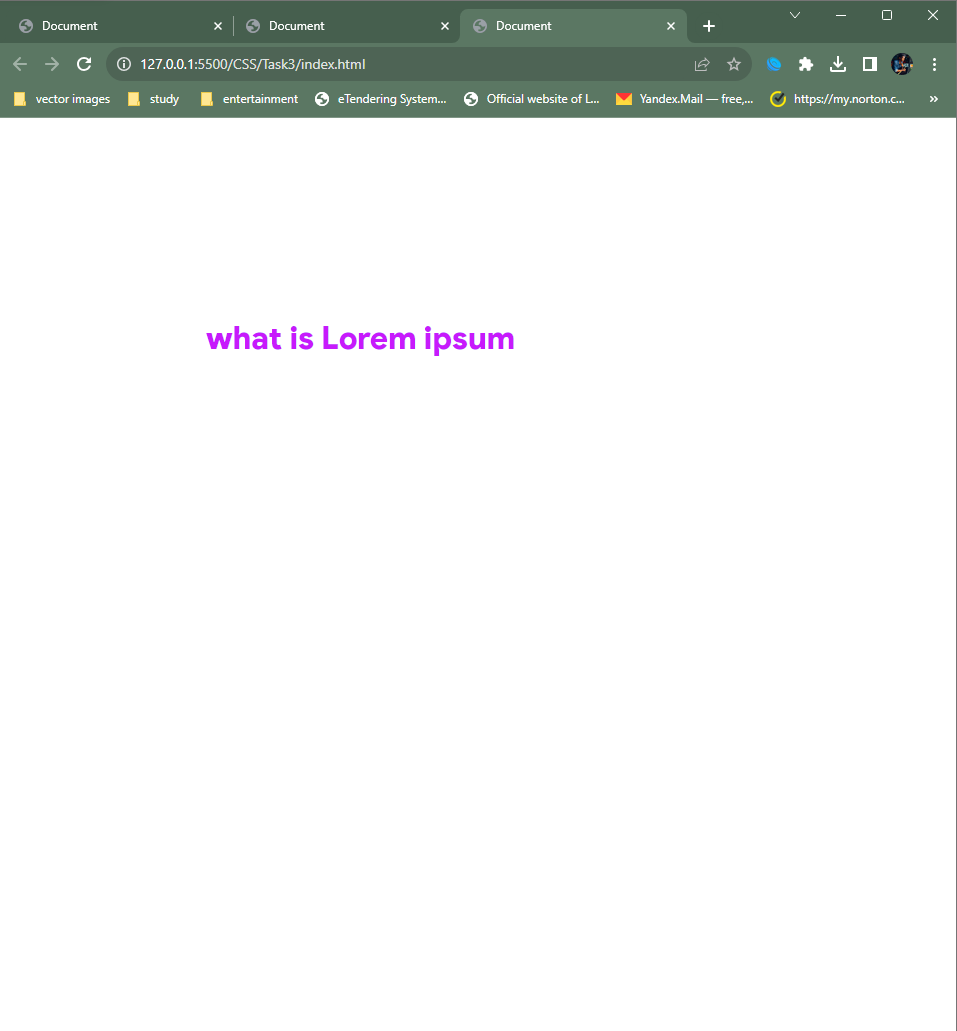 Document
Document
Document
127.0.0.1:5500/CSS/Task3/index.html
vector images
study
entertainment
eTendering System...
Official website of L...
Yandex.Mail — free,...
https://my.norton.c...
»
what is Lorem ipsum